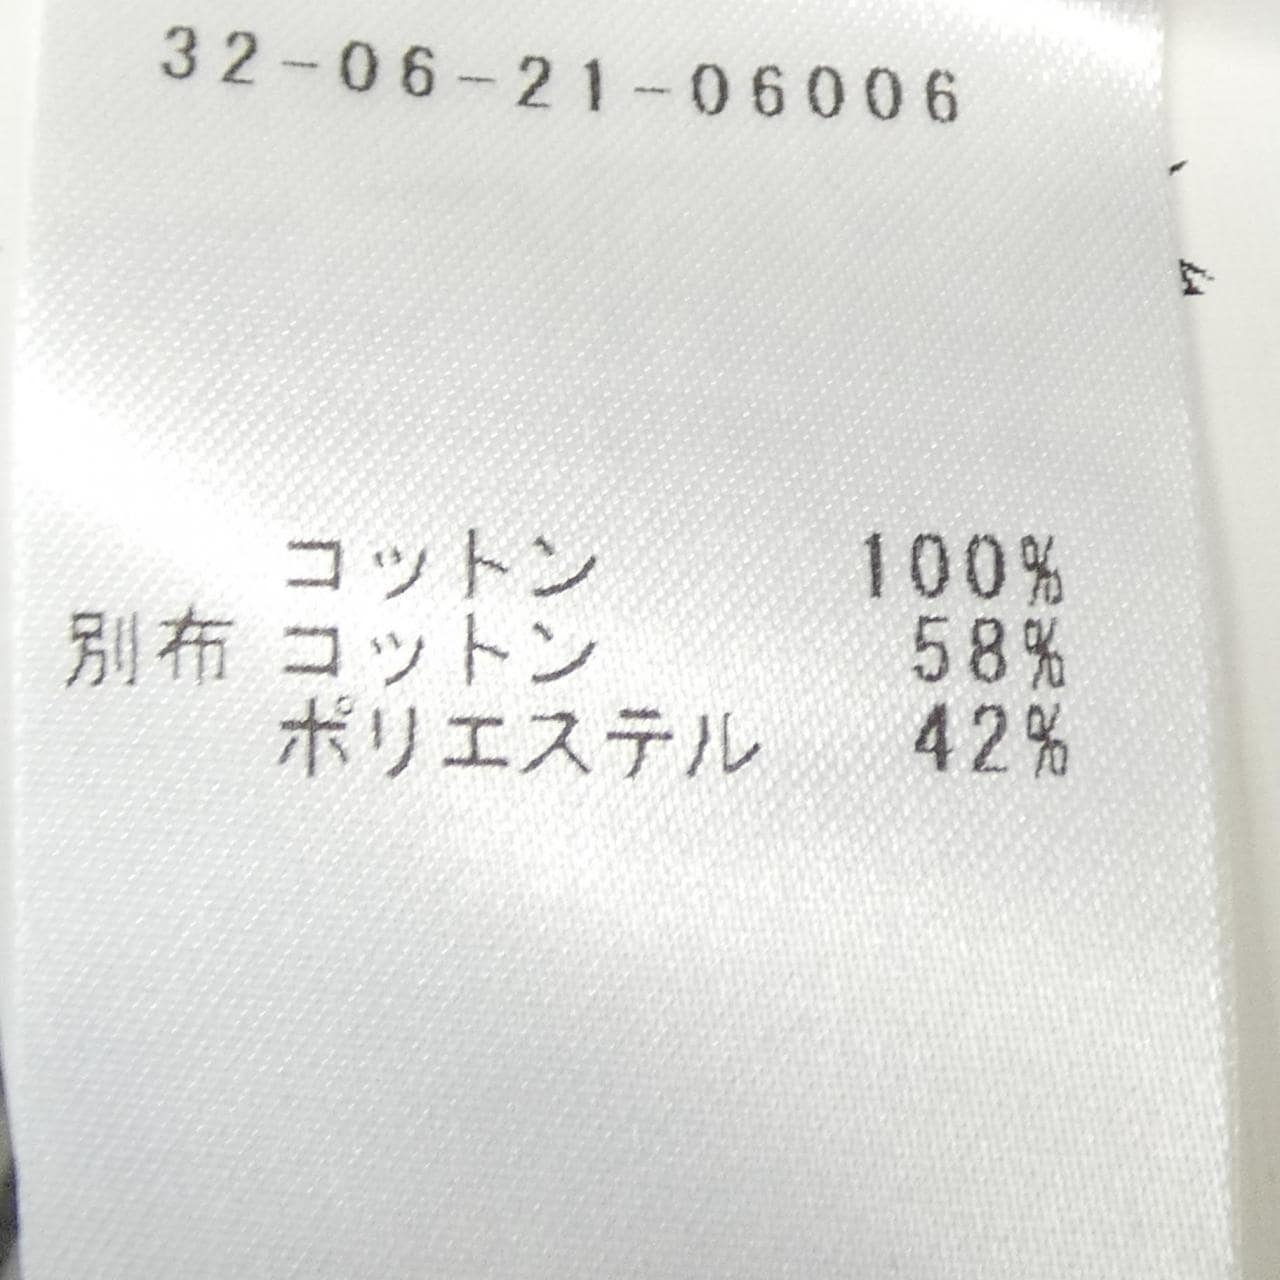 32-06-21-06006
コットン 100%
別布 コットン 58%
ポリエステル 42%